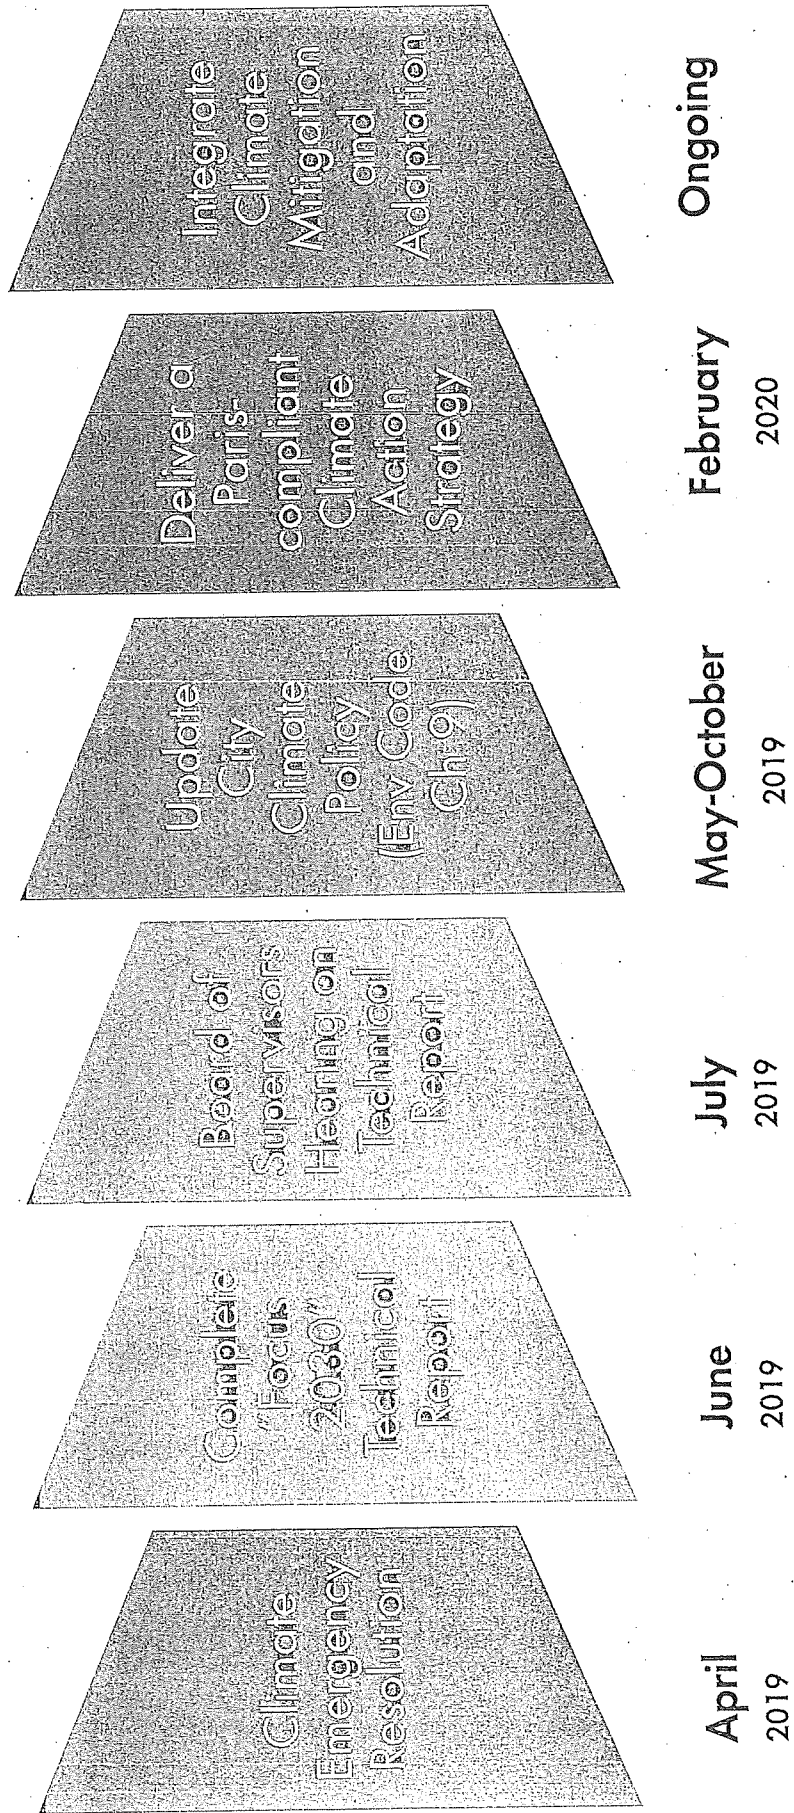 Climate
Emergency
Resolution
April
2019
Complete
"Focus
2030"
Technical
Report
June
2019
Board of
Supervisors
Hearing on
Technical
Report
July
2019
Update
City
Climate
Policy
(Env Code
Ch. 9)
May-October
2019
Deliver a
Paris-
compliant
Climate
Action
Strategy
February
2020
Integrate
Climate
Mitigation
and
Adaptation
Ongoing